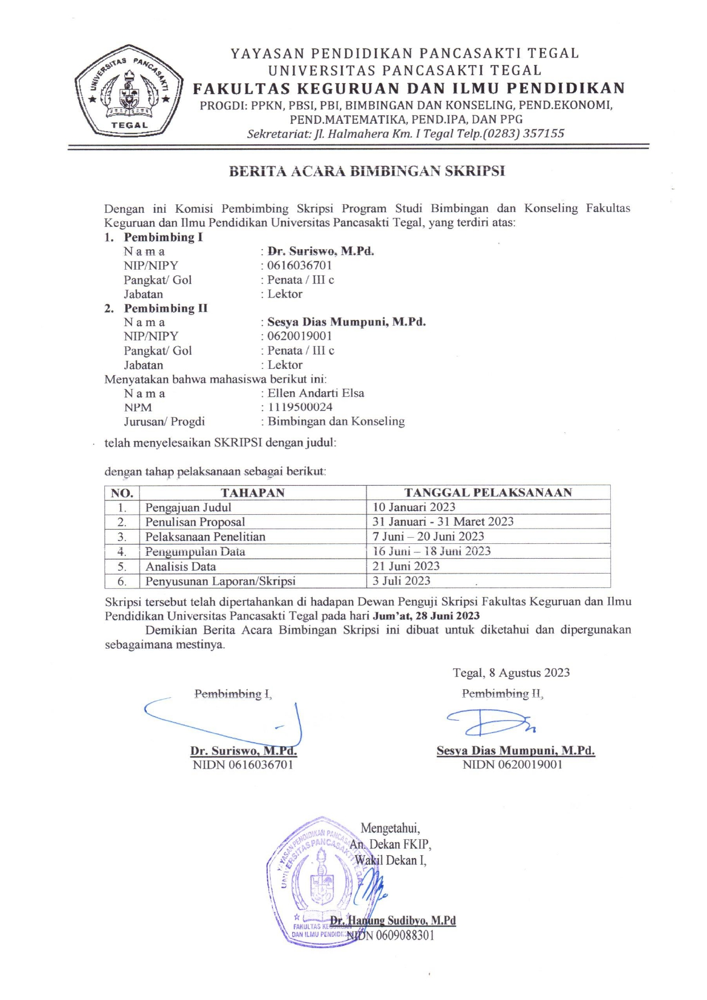 UNIVERSITAS PANCASAKTI
TEGAL
YAYASAN PENDIDIKAN PANCASAKTI TEGAL
UNIVERSITAS PANCASAKTI TEGAL
FAKULTAS KEGURUAN DAN ILMU PENDIDIKAN
PROGDI: PPKN, PBSI, PBI, BIMBINGAN DAN KONSELING, PEND.EKONOMI,
PEND.MATEMATIKA, PEND.IPA, DAN PPG
Sekretariat: Jl. Halmahera Km. I Tegal Telp.(0283) 357155
BERITA ACARA BIMBINGAN SKRIPSI
Dengan ini Komisi Pembimbing Skripsi Program Studi Bimbingan dan Konseling Fakultas
Keguruan dan Ilmu Pendidikan Universitas Pancasakti Tegal, yang terdiri atas:
1. Pembimbing I
N a m a : Dr. Suriswo, M.Pd.
NIP/NIPY : 0616036701
Pangkat/ Gol : Penata / III c
Jabatan : Lektor
2. Pembimbing II
N a m a : Sesya Dias Mumpuni, M.Pd.
NIP/NIPY : 0620019001
Pangkat/ Gol : Penata / III c
Jabatan : Lektor
Menyatakan bahwa mahasiswa berikut ini:
N a m a : Ellen Andarti Elsa
NPM : 1119500024
Jurusan/ Progdi : Bimbingan dan Konseling
telah menyelesaikan SKRIPSI dengan judul:
dengan tahap pelaksanaan sebagai berikut:
NO. TAHAPAN TANGGAL PELAKSANAAN
1. Pengajuan Judul 10 Januari 2023
2. Penulisan Proposal 31 Januari - 31 Maret 2023
3. Pelaksanaan Penelitian 7 Juni – 20 Juni 2023
4. Pengumpulan Data 16 Juni – 18 Juni 2023
5. Analisis Data 21 Juni 2023
6. Penyusunan Laporan/Skripsi 3 Juli 2023
Skripsi tersebut telah dipertahankan di hadapan Dewan Penguji Skripsi Fakultas Keguruan dan Ilmu
Pendidikan Universitas Pancasakti Tegal pada hari Jum'at, 28 Juni 2023
Demikian Berita Acara Bimbingan Skripsi ini dibuat untuk diketahui dan dipergunakan
sebagaimana mestinya.
Tegal, 8 Agustus 2023
Pembimbing I, Pembimbing II,
Dr. Suriswo, M.Pd. Sesya Dias Mumpuni, M.Pd.
NIDN 0616036701 NIDN 0620019001
Mengetahui,
An. Dekan FKIP,
Wakil Dekan I,
YAYASAN PENDIDIKAN PANCASAKTI TEGAL
UNIVERSITAS PANCASAKTI TEGAL
Dr. Hanung Sudibyo, M.Pd
NIDN 0609088301
FAKULTAS
DAN ILMU